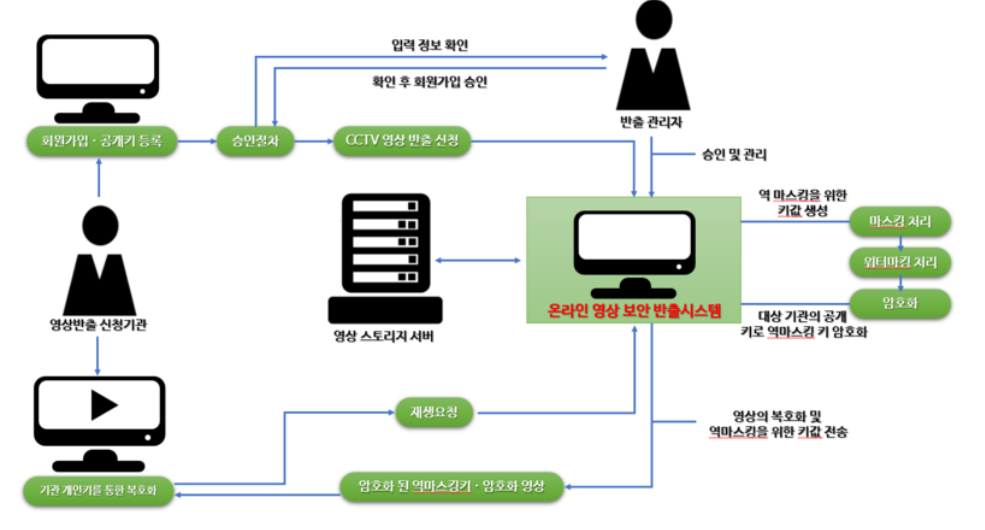 입력 정보 확인
확인 후 회원가입 승인
반출 관리자
회원가입 · 공개키 등록
승인절차
CCTV 영상 반출 신청
승인 및 관리
역 마스킹을 위한
키값 생성
마스킹 처리
워터마킹 처리
암호화
영상반출 신청기관
영상 스토리지 서버
온라인 영상 보안 반출시스템
대상 기관의 공개
키로 역마스킹 키 암호화
재생요청
영상의 복호화 및
역마스킹을 위한 키값 전송
기관 개인키를 통한 복호화
암호화 된 역마스킹키 · 암호화 영상